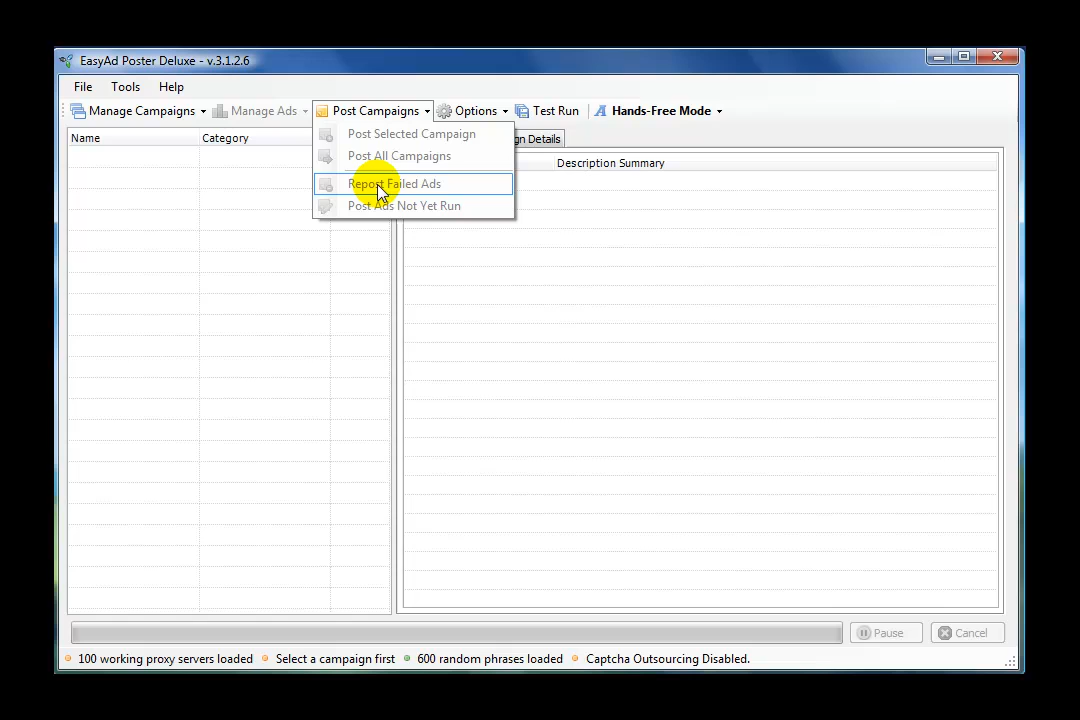 EasyAd Poster Deluxe - v.3.1.2.6
File Tools Help
Manage Campaigns Manage Ads Post Campaigns Options Test Run Hands-Free Mode
Name Category
Post Selected Campaign
gn Details
Post All Campaigns
Description Summary
Repost Failed Ads
Post Ads Not Yet Run
Pause Cancel
100 working proxy servers loaded Select a campaign first 600 random phrases loaded Captcha Outsourcing Disabled.